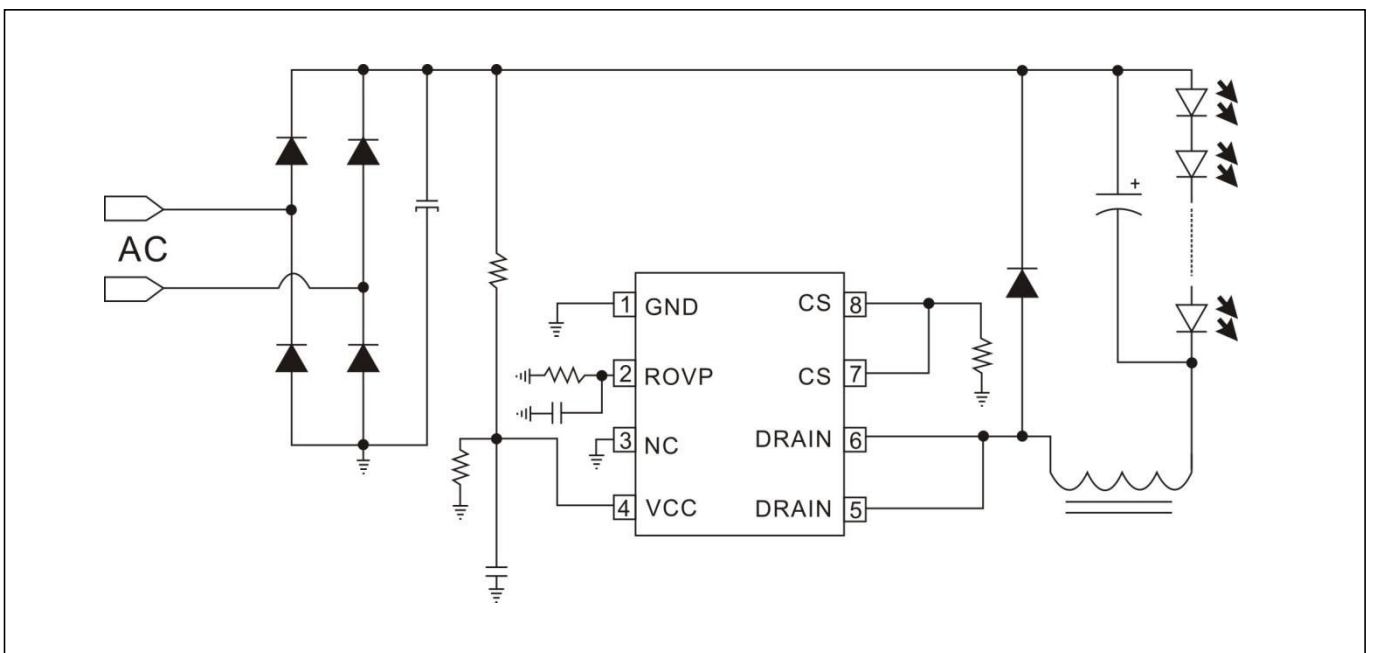 AC
1 GND CS 8
2 ROVP CS 7
3 NC DRAIN 6
4 VCC DRAIN 5
+